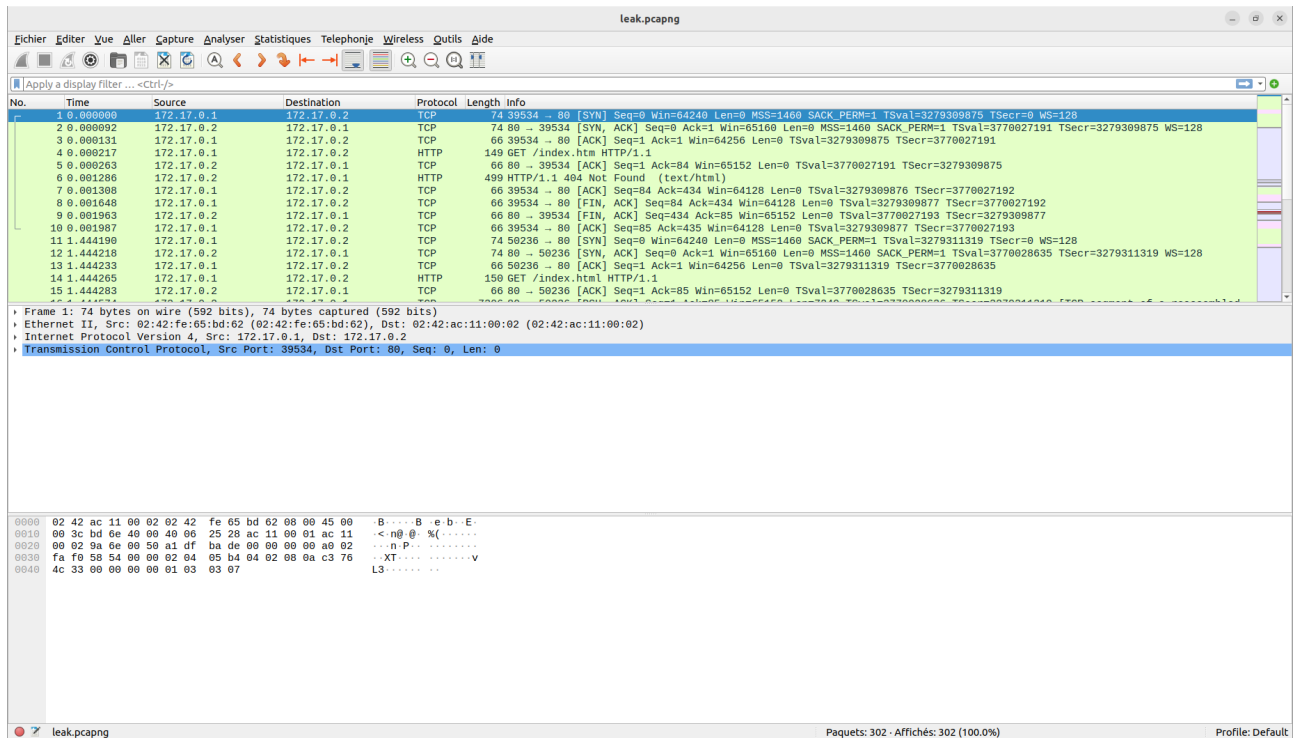 leak.pcapng
Fichier Editer Vue Aller Capture Analyser Statistiques Telephonie Wireless Outils Aide
Apply a display filter … <Ctrl-/>
No. Time Source Destination Protocol Length Info
1 0.000000 172.17.0.1 172.17.0.2 TCP 74 39534 → 80 [SYN] Seq=0 Win=64240 Len=0 MSS=1460 SACK_PERM=1 TSval=3279309875 TSecr=0 WS=128
2 0.000092 172.17.0.2 172.17.0.1 TCP 74 80 → 39534 [SYN, ACK] Seq=0 Ack=1 Win=65160 Len=0 MSS=1460 SACK_PERM=1 TSval=3770027191 TSecr=3279309875 WS=128
3 0.000131 172.17.0.1 172.17.0.2 TCP 66 39534 → 80 [ACK] Seq=1 Ack=1 Win=64256 Len=0 TSval=3279309875 TSecr=3770027191
4 0.000217 172.17.0.1 172.17.0.2 HTTP 149 GET /index.htm HTTP/1.1
5 0.000263 172.17.0.2 172.17.0.1 TCP 66 80 → 39534 [ACK] Seq=1 Ack=84 Win=65152 Len=0 TSval=3770027191 TSecr=3279309875
6 0.001286 172.17.0.2 172.17.0.1 HTTP 499 HTTP/1.1 404 Not Found (text/html)
7 0.001308 172.17.0.1 172.17.0.2 TCP 66 39534 → 80 [ACK] Seq=84 Ack=434 Win=64128 Len=0 TSval=3279309876 TSecr=3770027192
8 0.001648 172.17.0.1 172.17.0.2 TCP 66 39534 → 80 [FIN, ACK] Seq=84 Ack=434 Win=64128 Len=0 TSval=3279309877 TSecr=3770027192
9 0.001963 172.17.0.2 172.17.0.1 TCP 66 80 → 39534 [FIN, ACK] Seq=434 Ack=85 Win=65152 Len=0 TSval=3770027193 TSecr=3279309877
10 0.001987 172.17.0.1 172.17.0.2 TCP 66 39534 → 80 [ACK] Seq=85 Ack=435 Win=64128 Len=0 TSval=3279309877 TSecr=3770027193
11 1.444190 172.17.0.1 172.17.0.2 TCP 74 50236 → 80 [SYN] Seq=0 Win=64240 Len=0 MSS=1460 SACK_PERM=1 TSval=3279311319 TSecr=0 WS=128
12 1.444218 172.17.0.2 172.17.0.1 TCP 74 80 → 50236 [SYN, ACK] Seq=0 Ack=1 Win=65160 Len=0 MSS=1460 SACK_PERM=1 TSval=3770028635 TSecr=3279311319 WS=128
13 1.444233 172.17.0.1 172.17.0.2 TCP 66 50236 → 80 [ACK] Seq=1 Ack=1 Win=64256 Len=0 TSval=3279311319 TSecr=3770028635
14 1.444265 172.17.0.1 172.17.0.2 HTTP 150 GET /index.html HTTP/1.1
15 1.444283 172.17.0.2 172.17.0.1 TCP 66 80 → 50236 [ACK] Seq=1 Ack=85 Win=65152 Len=0 TSval=3770028635 TSecr=3279311319
Frame 1: 74 bytes on wire (592 bits), 74 bytes captured (592 bits)
Ethernet II, Src: 02:42:fe:65:bd:62 (02:42:fe:65:bd:62), Dst: 02:42:ac:11:00:02 (02:42:ac:11:00:02)
Internet Protocol Version 4, Src: 172.17.0.1, Dst: 172.17.0.2
Transmission Control Protocol, Src Port: 39534, Dst Port: 80, Seq: 0, Len: 0
0000 02 42 ac 11 00 02 02 42 fe 65 bd 62 08 00 45 00 ·B·····B ·e·b··E·
0010 00 3c bd 6e 40 00 40 06 25 28 ac 11 00 01 ac 11 ·<·n@·@· %(······
0020 00 02 9a 6e 00 50 a1 df ba de 00 00 00 00 a0 02 ···n·P·· ········
0030 fa f0 58 54 00 00 02 04 05 b4 04 02 08 0a c3 76 ··XT···· ·······v
0040 4c 33 00 00 00 00 01 03 03 07 L3······ ··
leak.pcapng Paquets: 302 · Affichés: 302 (100.0%) Profile: Default